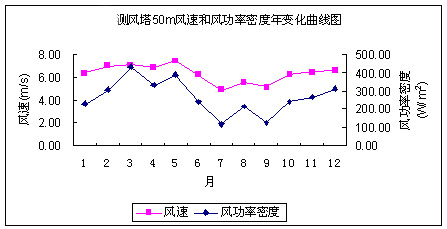 测风塔50m风速和风功率密度年变化曲线图
风速(m/s)
8.00
6.00
4.00
2.00
0.00
500.00
400.00
300.00
200.00
100.00
0.00
风功率密度
(W/m²)
1 2 3 4 5 6 7 8 9 10 11 12
月
风速 风功率密度